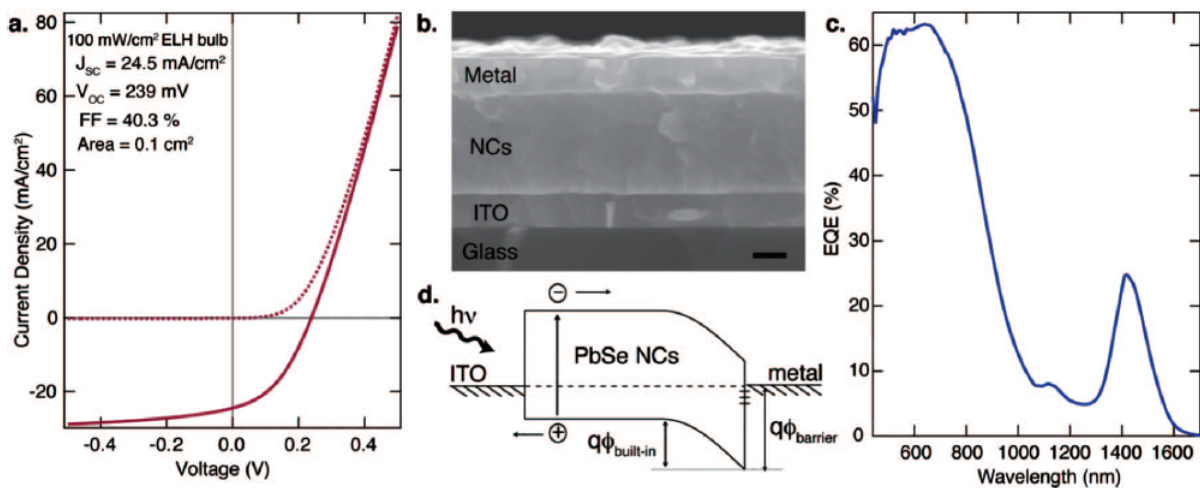 a.
100 mW/cm² ELH bulb
J_SC = 24.5 mA/cm²
V_OC = 239 mV
FF = 40.3 %
Area = 0.1 cm²
Current Density (mA/cm²)
80
60
40
20
0
-20
-0.4
-0.2
0.0
0.2
0.4
Voltage (V)
b.
Metal
NCs
ITO
Glass
d.
hν
ITO
PbSe NCs
metal
qϕbuilt-in
qϕbarrier
c.
EQE (%)
60
50
40
30
20
10
0
600
800
1000
1200
1400
1600
Wavelength (nm)